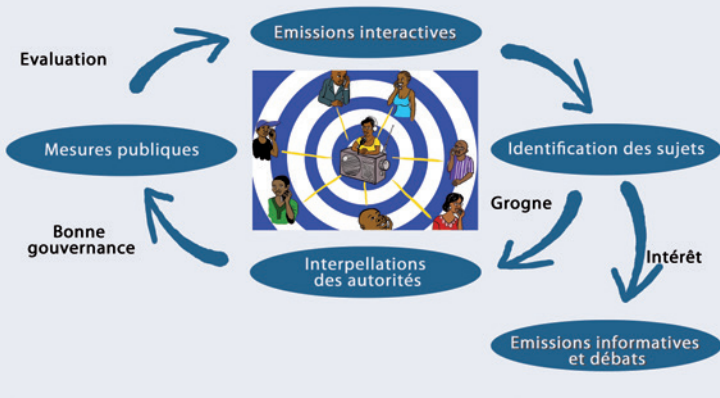 Emissions interactives
Evaluation
Mesures publiques
Identification des sujets
Grogne
Bonne
gouvernance
Intérêt
Interpellations
des autorités
Emissions informatives
et débats